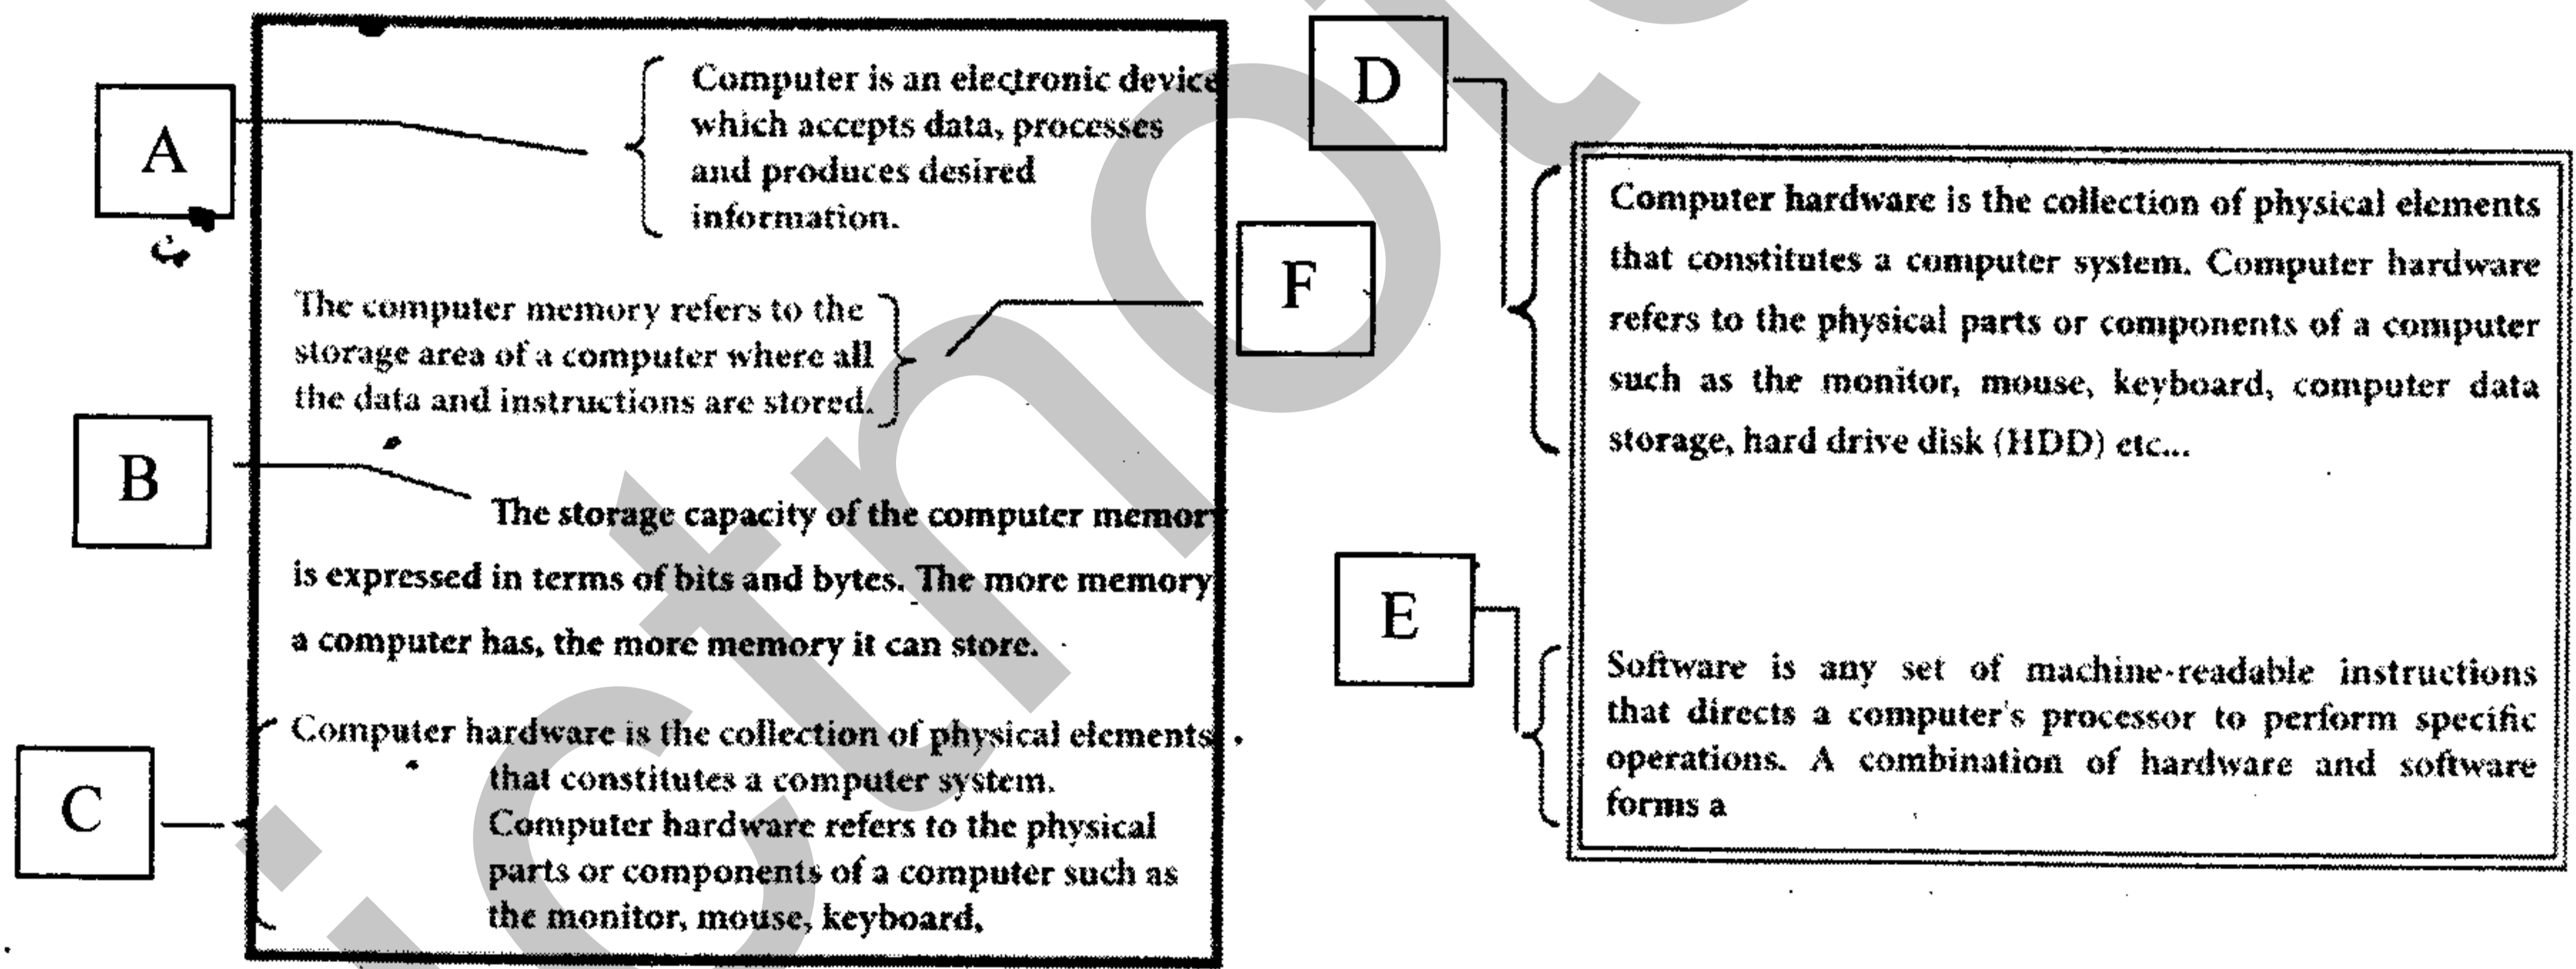 A
Computer is an electronic device
which accepts data, processes
and produces desired
information.
F
The computer memory refers to the
storage area of a computer where all
the data and instructions are stored.
B
The storage capacity of the computer memory
is expressed in terms of bits and bytes. The more memory
a computer has, the more memory it can store.
C
Computer hardware is the collection of physical elements
that constitutes a computer system.
Computer hardware refers to the physical
parts or components of a computer such as
the monitor, mouse, keyboard,
D
Computer hardware is the collection of physical elements
that constitutes a computer system. Computer hardware
refers to the physical parts or components of a computer
such as the monitor, mouse, keyboard, computer data
storage, hard drive disk (HDD) etc...
E
Software is any set of machine-readable instructions
that directs a computer's processor to perform specific
operations. A combination of hardware and software
forms a